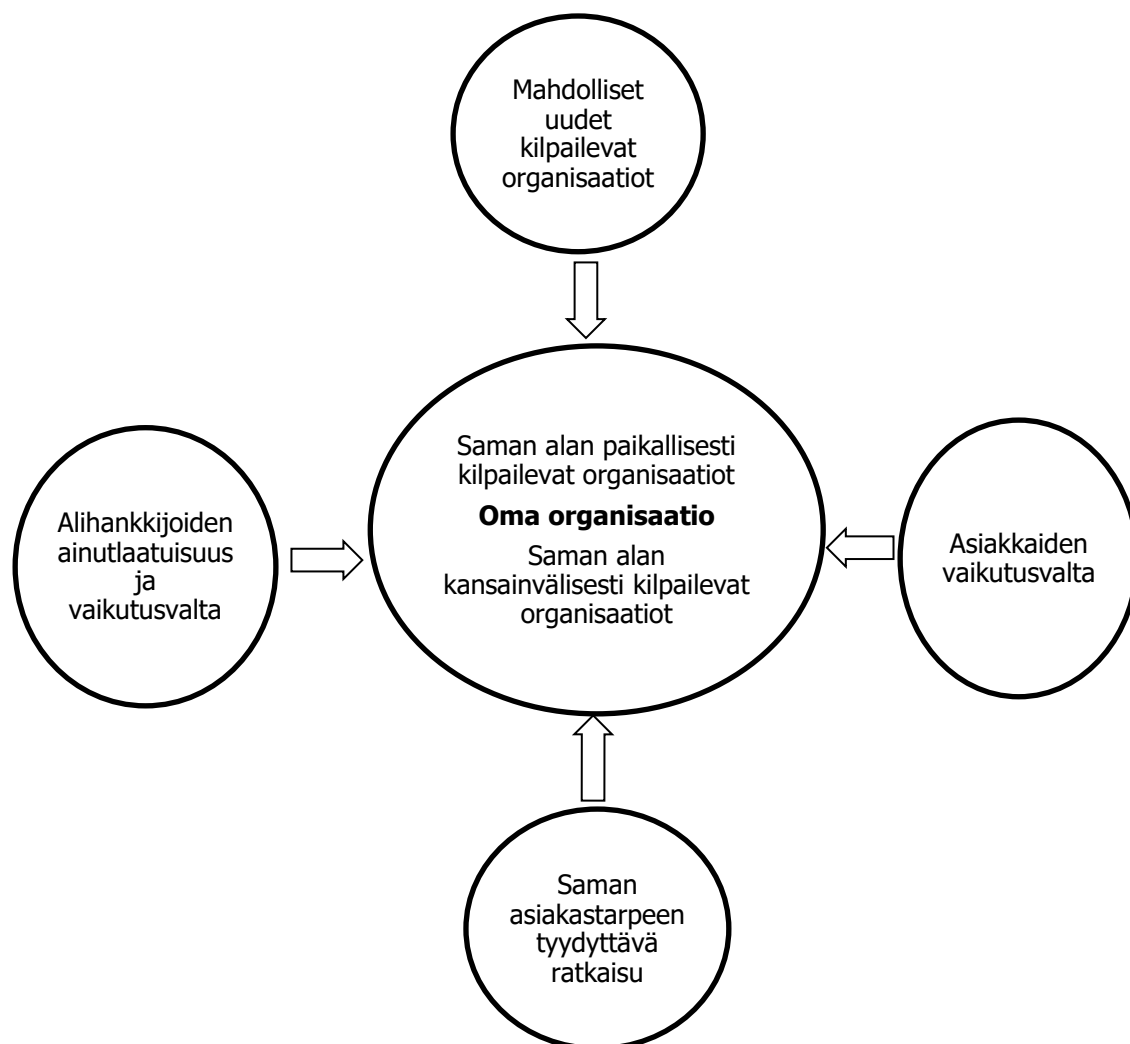 Mahdolliset
uudet
kilpailevat
organisaatiot
Saman alan paikallisesti
kilpailevat organisaatiot
Oma organisaatio
Saman alan
kansainvälisesti kilpailevat
organisaatiot
Alihankkijoiden
ainutlaatuisuus
ja
vaikutusvalta
Asiakkaiden
vaikutusvalta
Saman
asiakastarpeen
tyydyttävä
ratkaisu